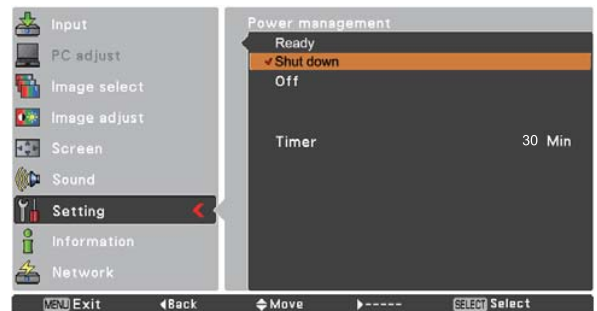 Input
PC adjust
Image select
Image adjust
Screen
Sound
Setting
Information
Network
Power management
Ready
Shut down
Off
Timer 30 Min
MENU Exit Back Move ----- SELECT Select